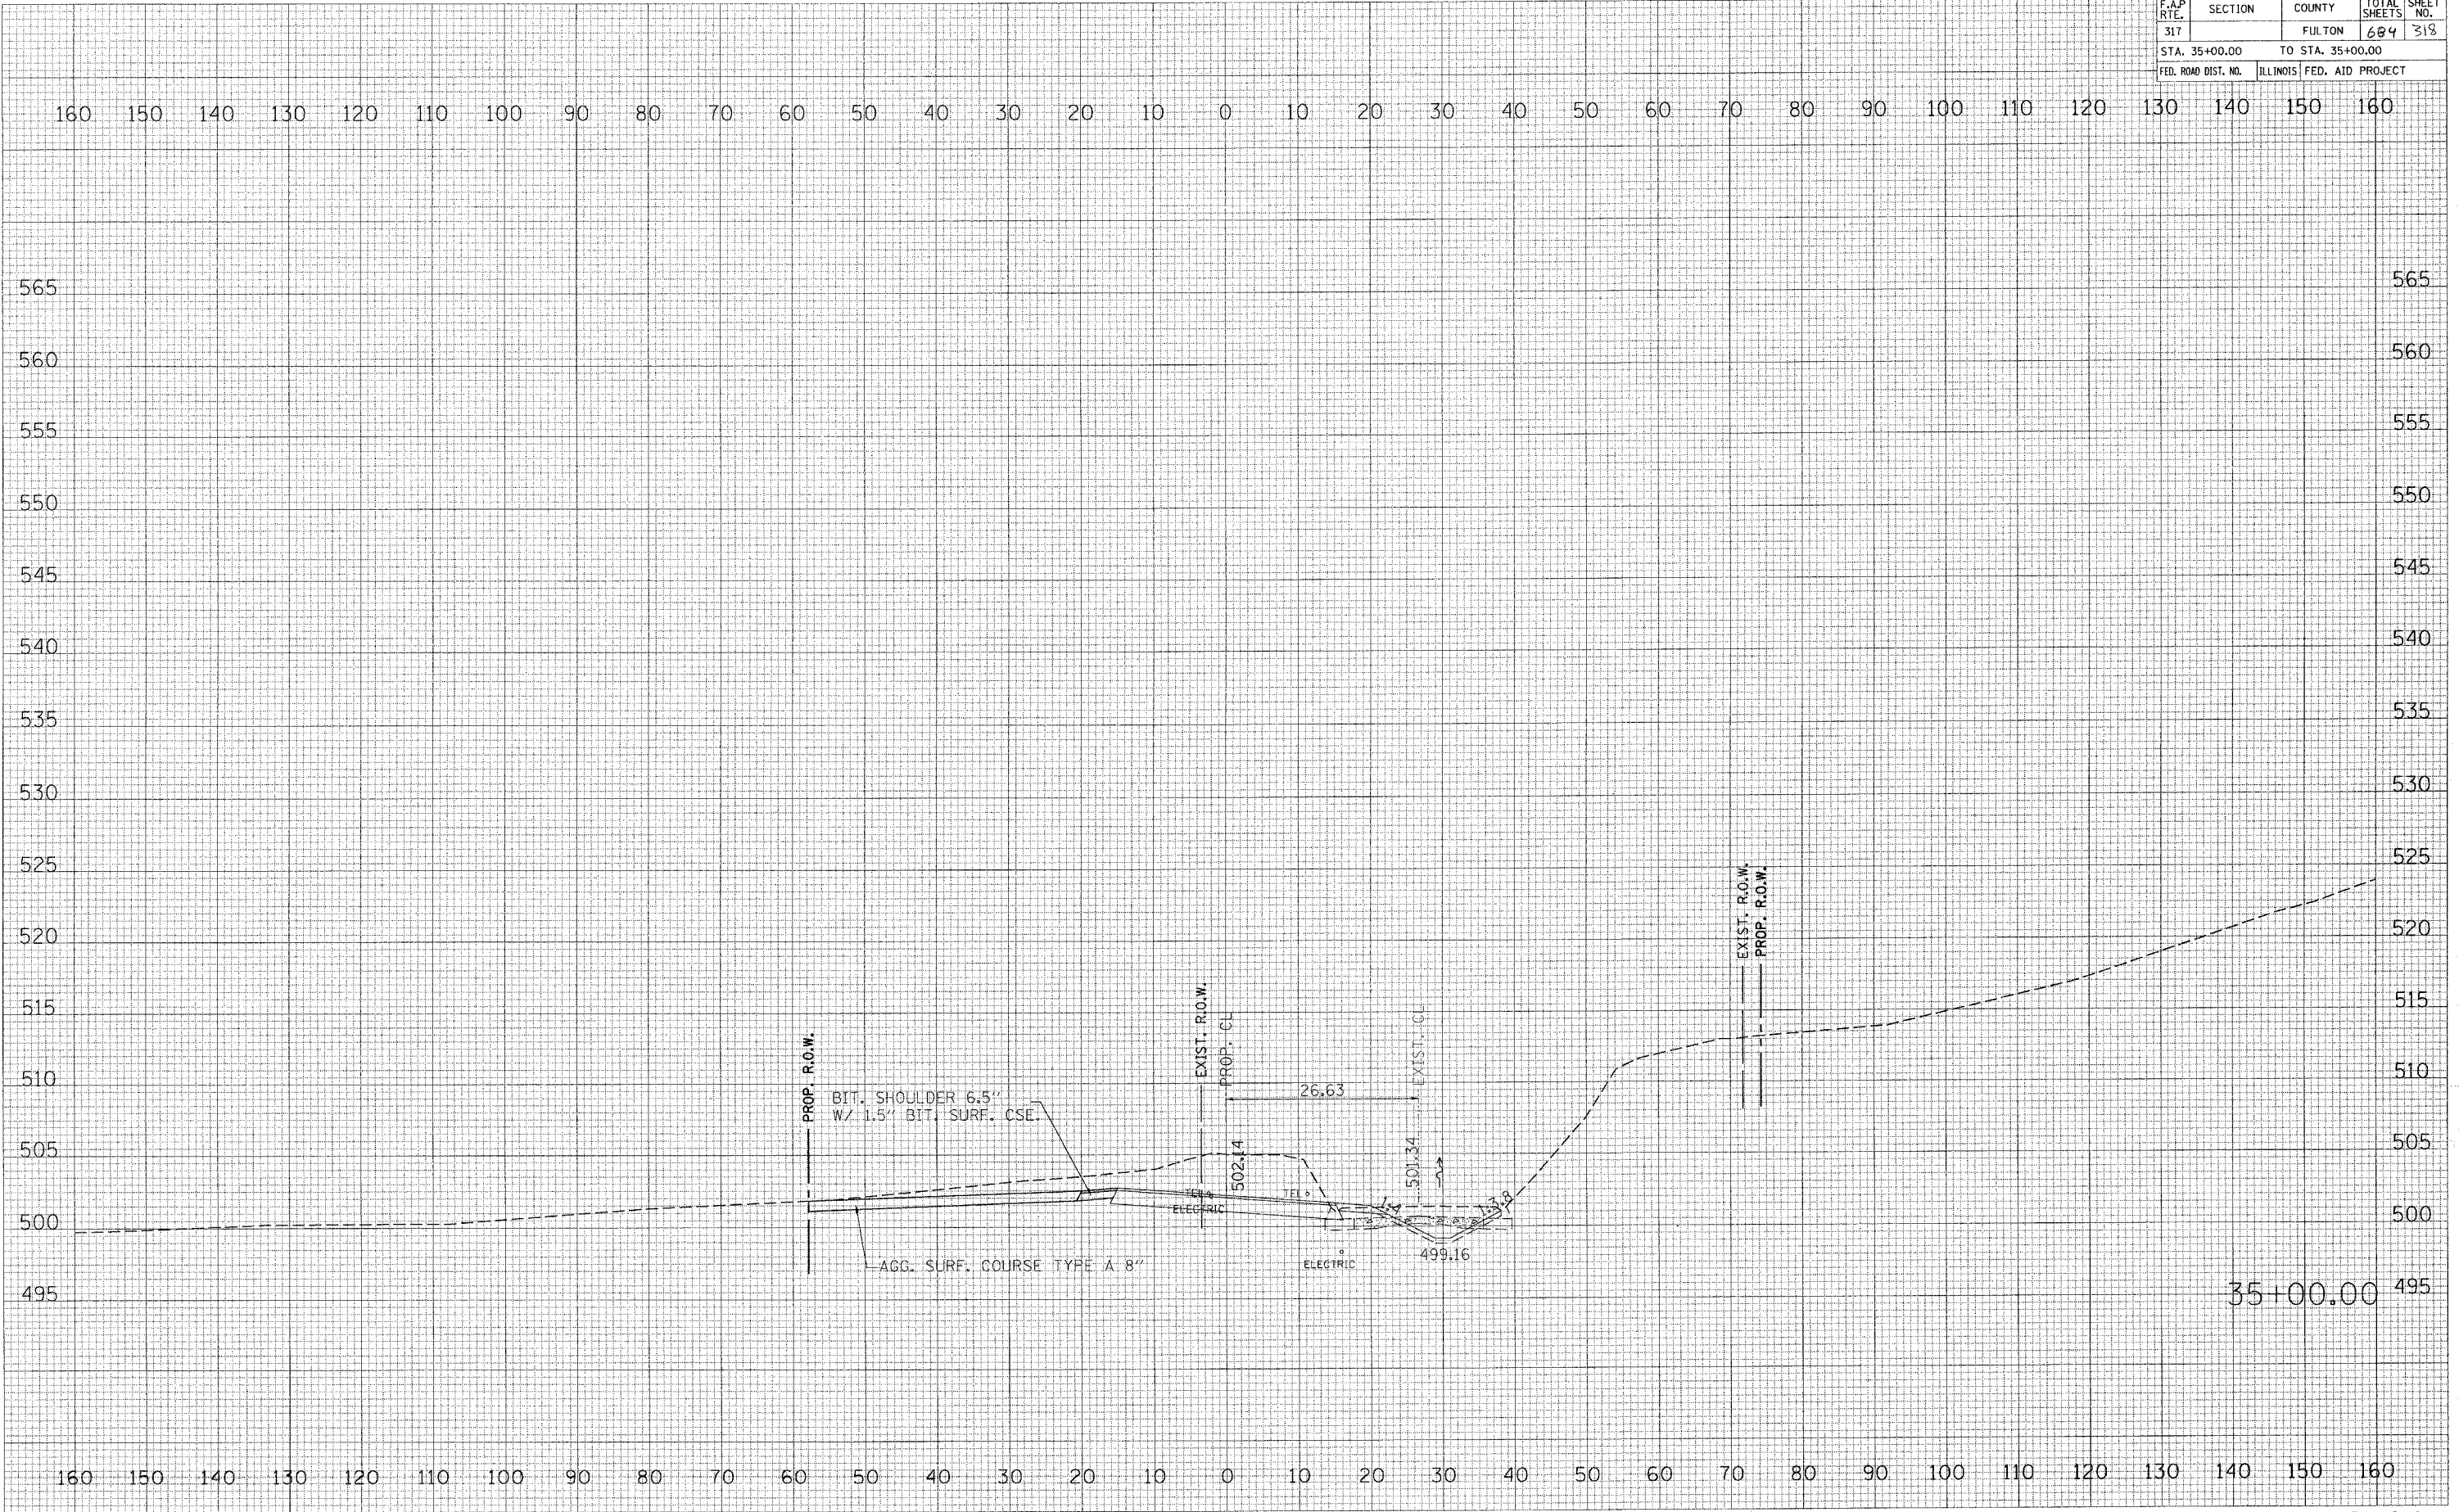 F.A.P RTE. SECTION COUNTY TOTAL SHEETS SHEET NO.
317 FULTON 684 318
STA. 35+00.00 TO STA. 35+00.00
FED. ROAD DIST. NO. ILLINOIS FED. AID PROJECT
160 150 140 130 120 110 100 90 80 70 60 50 40 30 20 10 0 10 20 30 40 50 60 70 80 90 100 110 120 130 140 150 160
565 565
560 560
555 555
550 550
545 545
540 540
535 535
530 530
525 525
EXIST. R.O.W.
PROP. R.O.W.
520 520
515 515
PROP. R.O.W.
EXIST. R.O.W.
PROP. CL
EXIST. CL
510 510
26.63
BIT. SHOULDER 6.5"
W/ 1.5" BIT. SURF. CSE.
505 505
502.14
501.34
TEL
TEL
1:4
1:3.8
ELECTRIC
500 500
499.16
ELECTRIC
AGG. SURF. COURSE TYPE A 8"
495 495
35+00.00
160 150 140 130 120 110 100 90 80 70 60 50 40 30 20 10 0 10 20 30 40 50 60 70 80 90 100 110 120 130 140 150 160